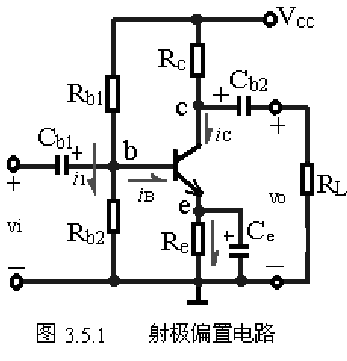 Vcc
Rc
Cb2
Rb1
c
+
Cb1
+
iC
+
b
i1
iB
RL
+
vo
vi
e
Rb2
Re
+
Ce
−
−
图 3.5.1 射极偏置电路